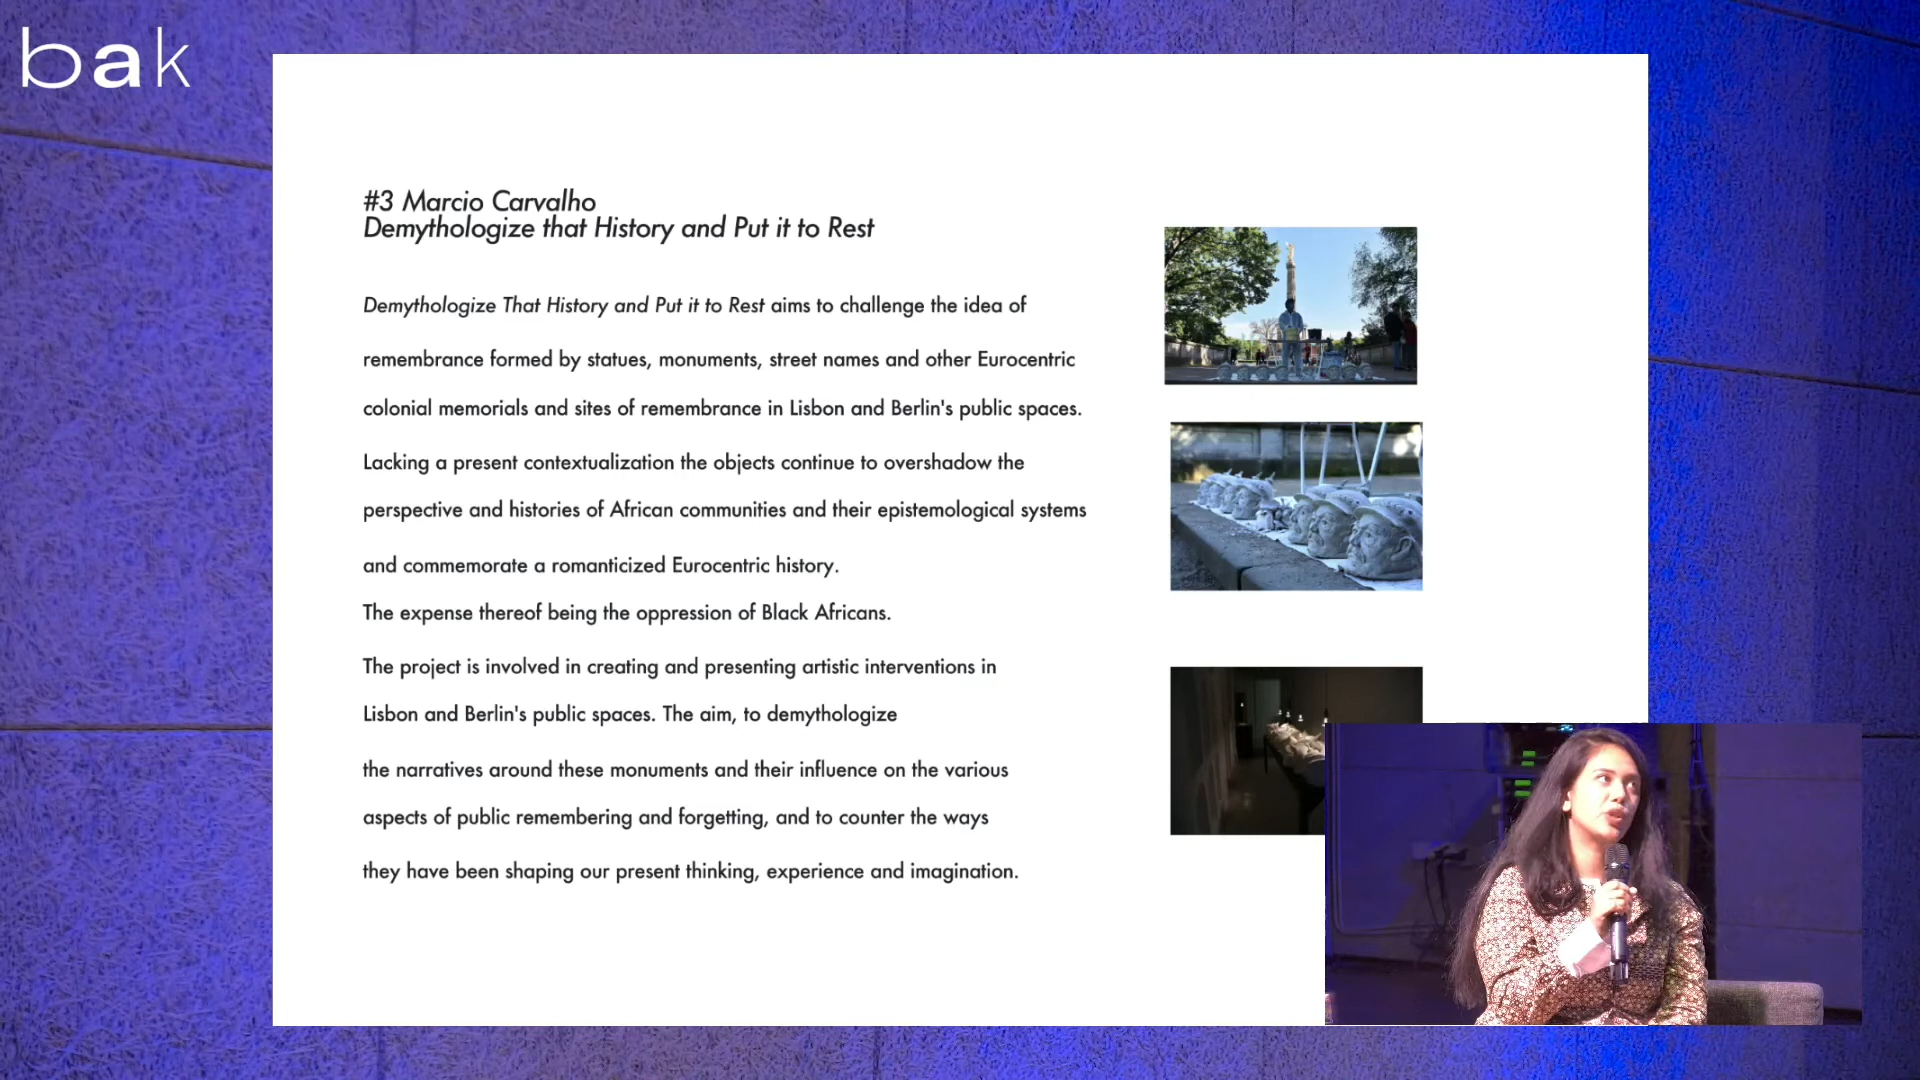 bak
#3 Marcio Carvalho
Demythologize that History and Put it to Rest
Demythologize That History and Put it to Rest aims to challenge the idea of
remembrance formed by statues, monuments, street names and other Eurocentric
colonial memorials and sites of remembrance in Lisbon and Berlin's public spaces.
Lacking a present contextualization the objects continue to overshadow the
perspective and histories of African communities and their epistemological systems
and commemorate a romanticized Eurocentric history.
The expense thereof being the oppression of Black Africans.
The project is involved in creating and presenting artistic interventions in
Lisbon and Berlin's public spaces. The aim, to demythologize
the narratives around these monuments and their influence on the various
aspects of public remembering and forgetting, and to counter the ways
they have been shaping our present thinking, experience and imagination.